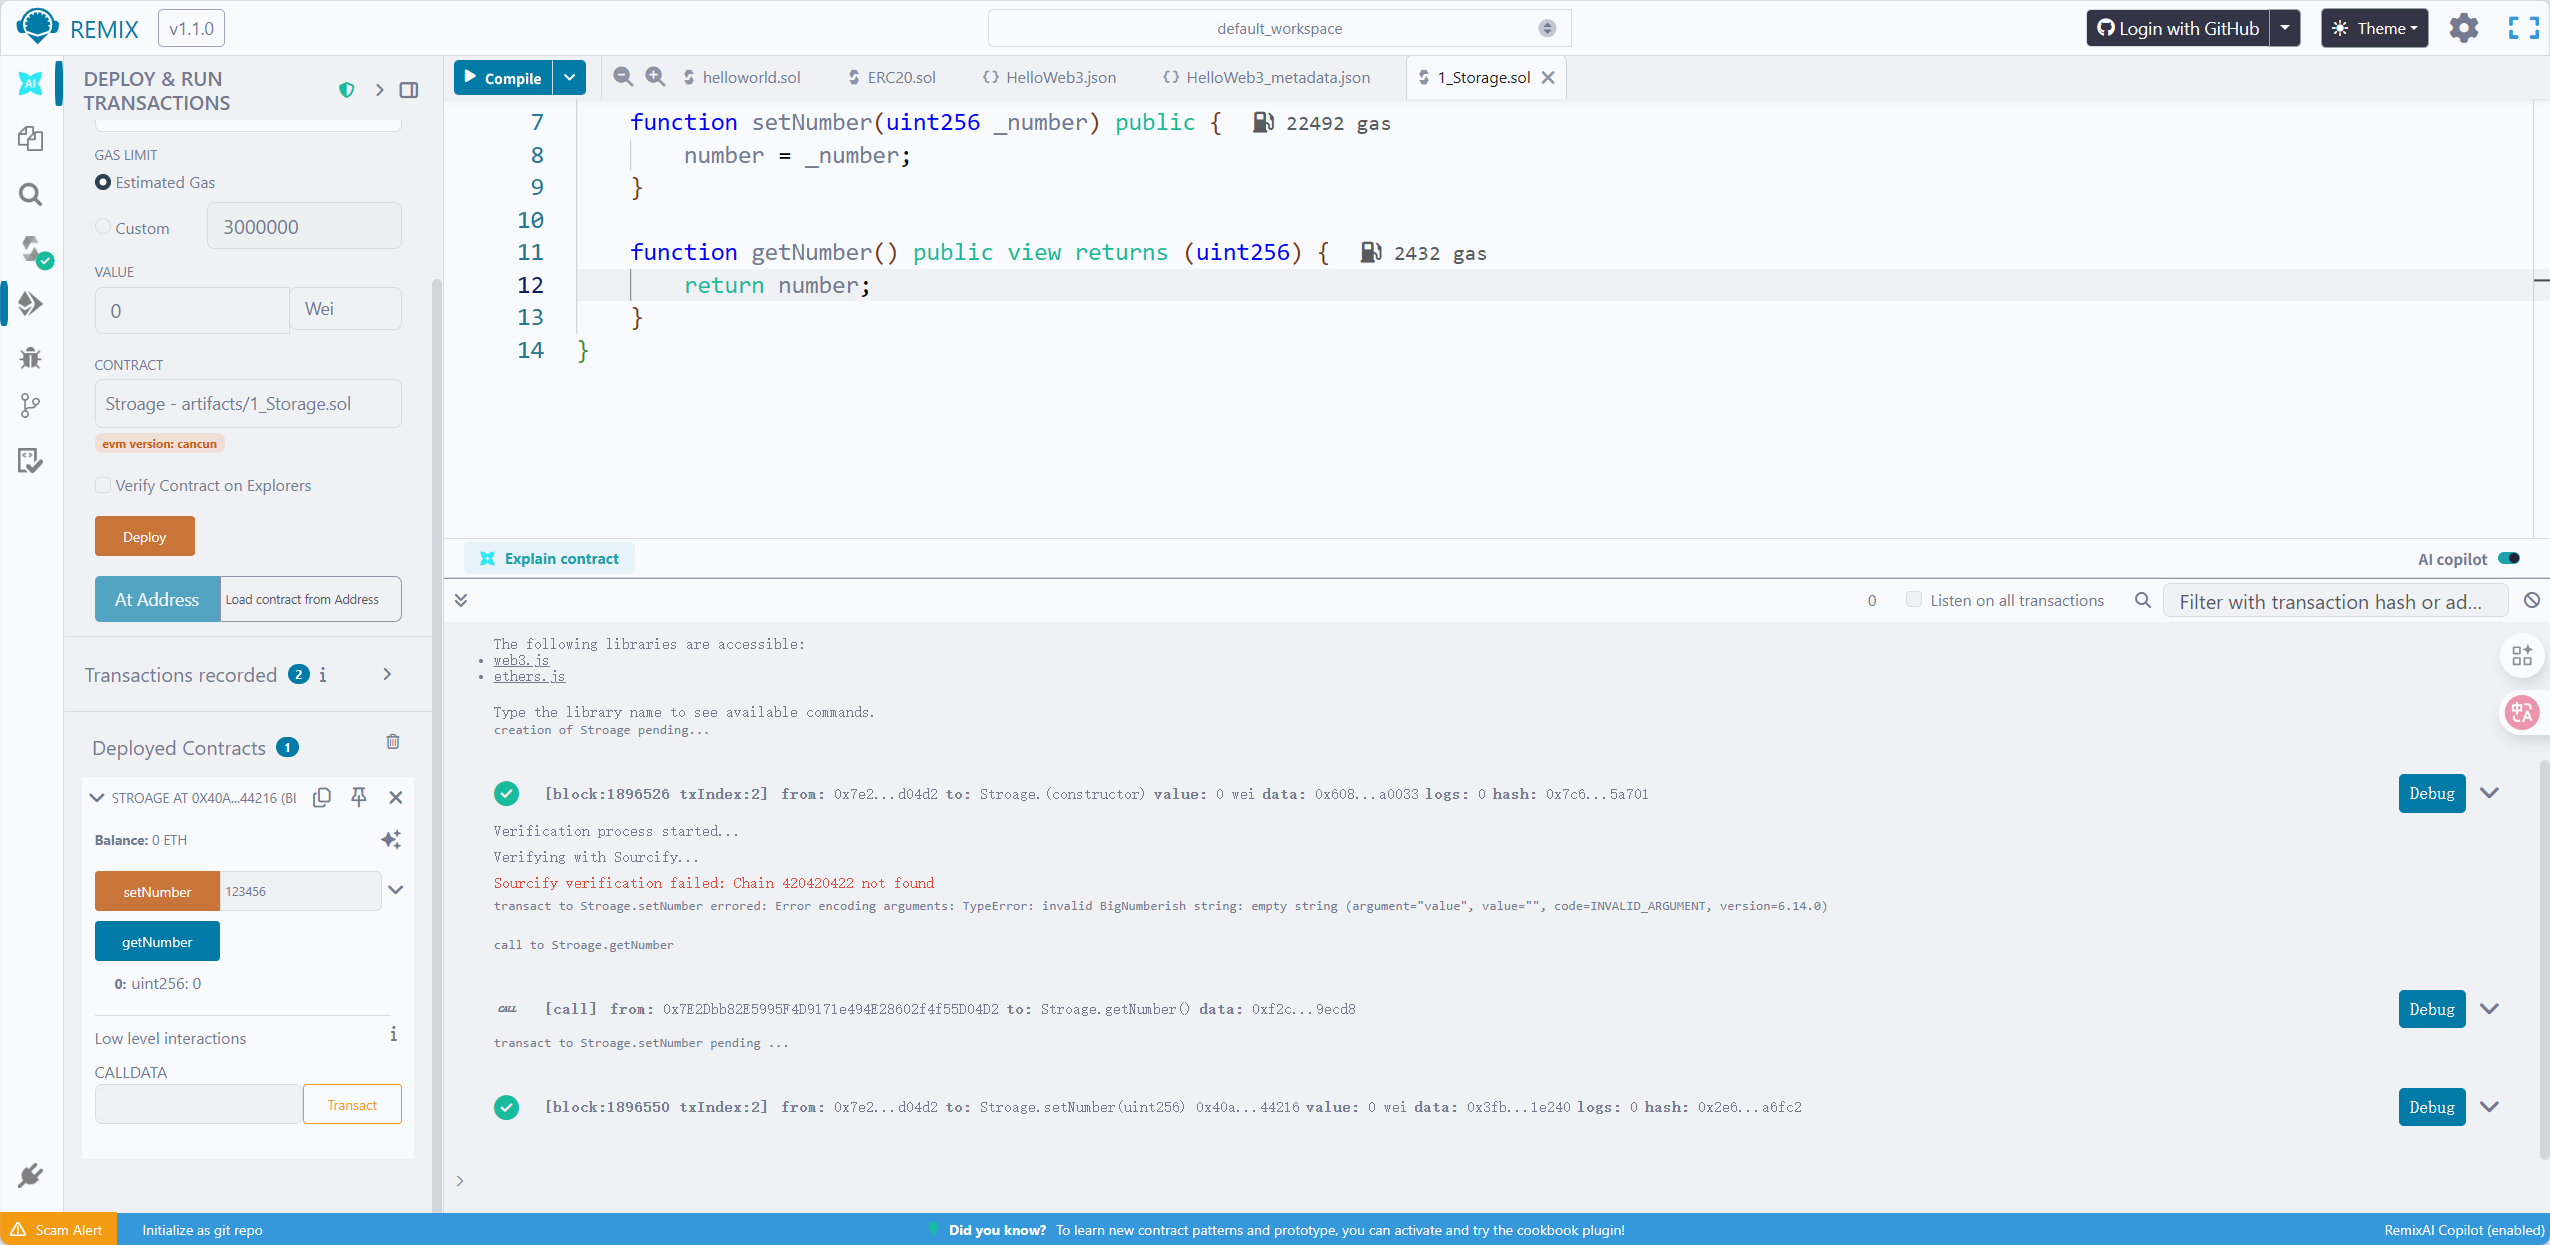 REMIX v1.1.0
default_workspace
Login with GitHub
Theme
AI
DEPLOY & RUN
TRANSACTIONS
GAS LIMIT
Estimated Gas
Custom
3000000
VALUE
0
Wei
CONTRACT
Stroage - artifacts/1_Storage.sol
evm version: cancun
Verify Contract on Explorers
Deploy
At Address Load contract from Address
Transactions recorded 2 i
Deployed Contracts 1
STROAGE AT 0X40A...44216 (BL
Balance: 0 ETH
setNumber 123456
getNumber
0: uint256: 0
Low level interactions i
CALLDATA
Transact
Compile helloworld.sol ERC20.sol HelloWeb3.json HelloWeb3_metadata.json 1_Storage.sol
7 function setNumber(uint256 _number) public { 22492 gas
8 number = _number;
9 }
10
11 function getNumber() public view returns (uint256) { 2432 gas
12 return number;
13 }
14 }
Explain contract
AI copilot
0 Listen on all transactions Filter with transaction hash or ad...
The following libraries are accessible:
• web3.js
• ethers.js
Type the library name to see available commands.
creation of Stroage pending...
[block:1896526 txIndex:2] from: 0x7e2...d04d2 to: Stroage.(constructor) value: 0 wei data: 0x608...a0033 logs: 0 hash: 0x7c6...5a701
Debug
Verification process started...
Verifying with Sourcify...
Sourcify verification failed: Chain 420420422 not found
transact to Stroage.setNumber errored: Error encoding arguments: TypeError: invalid BigNumberish string: empty string (argument="value", value="", code=INVALID_ARGUMENT, version=6.14.0)
call to Stroage.getNumber
CALL [call] from: 0x7E2Dbb82E5995F4D9171e494E28602f4f55D04D2 to: Stroage.getNumber() data: 0xf2c...9ecd8
Debug
transact to Stroage.setNumber pending ...
[block:1896550 txIndex:2] from: 0x7e2...d04d2 to: Stroage.setNumber(uint256) 0x40a...44216 value: 0 wei data: 0x3fb...1e240 logs: 0 hash: 0x2e6...a6fc2
Debug
>
中A
Scam Alert Initialize as git repo Did you know? To learn new contract patterns and prototype, you can activate and try the cookbook plugin! RemixAI Copilot (enabled)